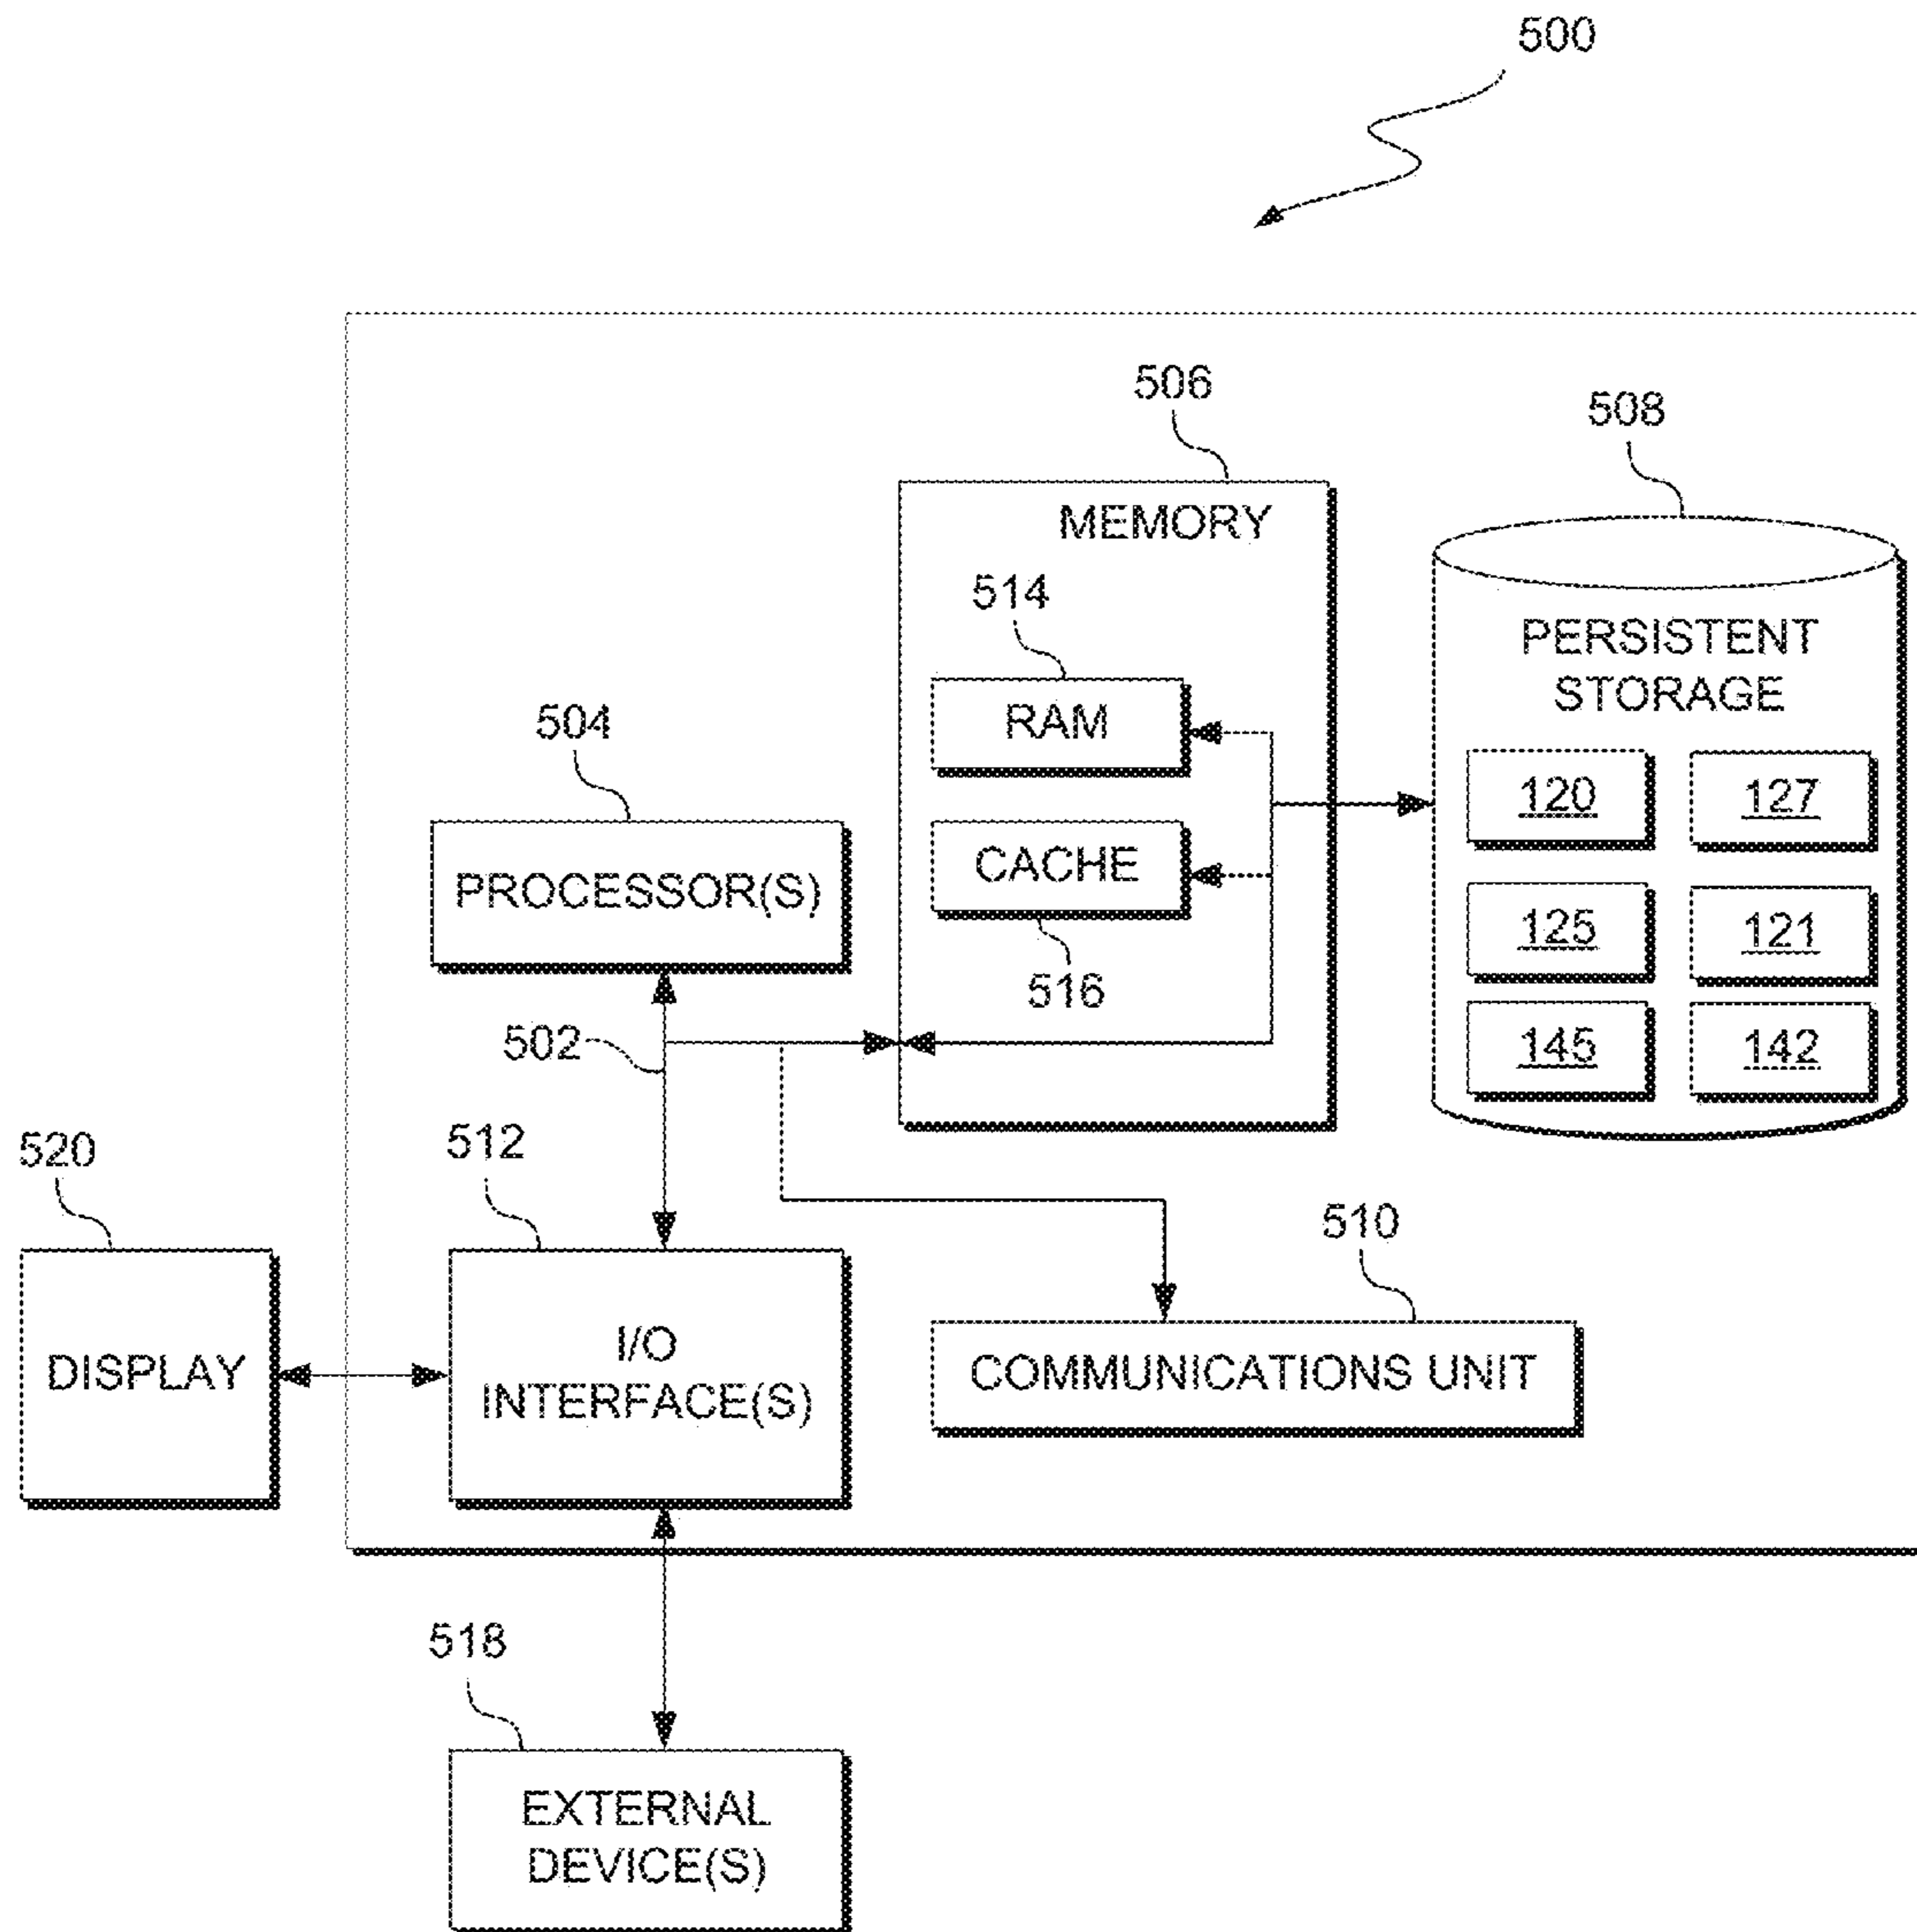 500
506
508
MEMORY
514
RAM
PERSISTENT
STORAGE
504
120
127
CACHE
PROCESSOR(S)
125
121
516
502
145
142
520
512
510
DISPLAY
I/O
INTERFACE(S)
COMMUNICATIONS UNIT
518
EXTERNAL
DEVICE(S)